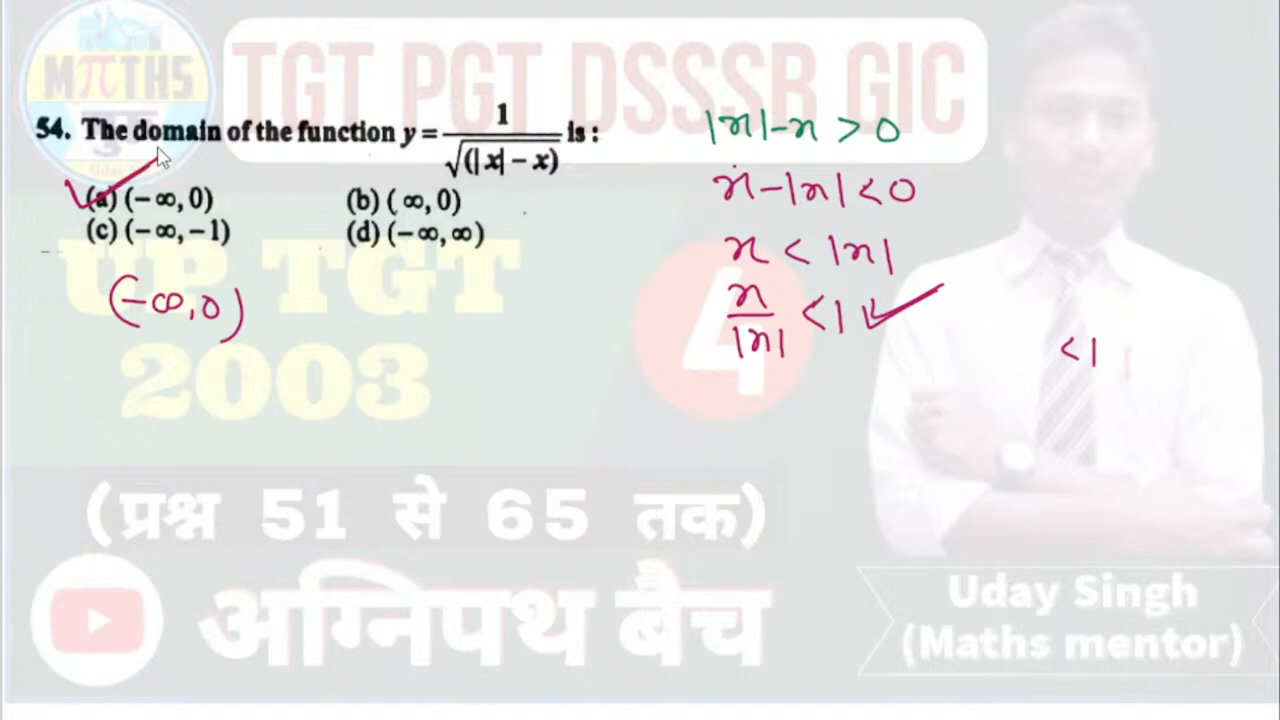 MπTHS
TGT PGT DSSSB GIC
54. The domain of the function y = 1/√(|x| – x) is :
(a) (– ∞, 0) (b) ( ∞, 0)
(c) (– ∞, – 1) (d) (– ∞, ∞)
(-∞, 0)
|x| - x > 0
x - |x| < 0
x < |x|
x/|x| < 1
< 1
UP TGT
2003
4
(प्रश्न 51 से 65 तक)
अग्निपथ बैच
Uday Singh
(Maths mentor)